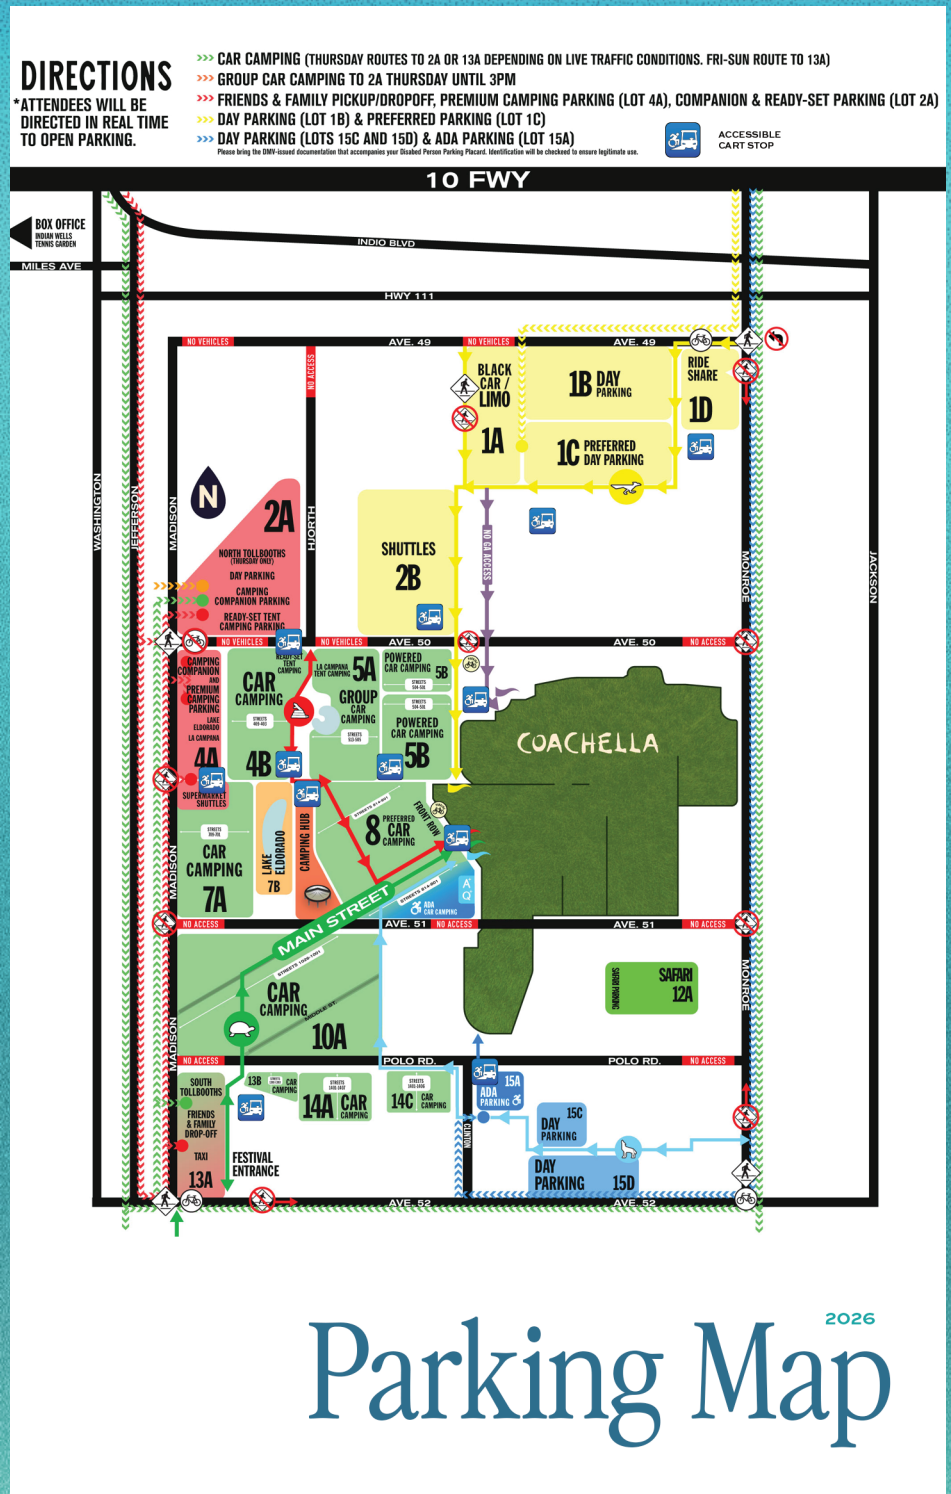 DIRECTIONS
*ATTENDEES WILL BE
DIRECTED IN REAL TIME
TO OPEN PARKING.
>>> CAR CAMPING (THURSDAY ROUTES TO 2A OR 13A DEPENDING ON LIVE TRAFFIC CONDITIONS. FRI-SUN ROUTE TO 13A)
>>> GROUP CAR CAMPING TO 2A THURSDAY UNTIL 3PM
>>> FRIENDS & FAMILY PICKUP/DROPOFF, PREMIUM CAMPING PARKING (LOT 4A), COMPANION & READY-SET PARKING (LOT 2A)
>>> DAY PARKING (LOT 1B) & PREFERRED PARKING (LOT 1C)
>>> DAY PARKING (LOTS 15C AND 15D) & ADA PARKING (LOT 15A)
Please bring the DMV-issued documentation that accompanies your Disabed Person Parking Placard. Identification will be checked to ensure legitimate use.
ACCESSIBLE
CART STOP
10 FWY
BOX OFFICE
INDIAN WELLS
TENNIS GARDEN
MILES AVE
INDIO BLVD
HWY 111
NO VEHICLES
AVE. 49
NO VEHICLES
AVE. 49
NO ACCESS
BLACK
CAR /
LIMO
1A
1B DAY
PARKING
RIDE
SHARE
1D
1C PREFERRED
DAY PARKING
WASHINGTON
JEFFERSON
MADISON
HJORTH
MONROE
JACKSON
N
2A
NORTH TOLLBOOTHS
(THURSDAY ONLY)
DAY PARKING
CAMPING
COMPANION PARKING
READY-SET TENT
CAMPING PARKING
SHUTTLES
2B
NO GA ACCESS
NO VEHICLES
NO VEHICLES
AVE. 50
AVE. 50
NO ACCESS
CAMPING
COMPANION
AND
PREMIUM
CAMPING
PARKING
LAKE
ELDORADO
LA CAMPANA
4A
SUPERMARKET
SHUTTLES
READY-SET
TENT
CAMPING
CAR
CAMPING
4B
LA CAMPANA
TENT CAMPING
5A
GROUP
CAR
CAMPING
POWERED
CAR CAMPING
5B
POWERED
CAR CAMPING
5B
COACHELLA
CAR
CAMPING
7A
LAKE
ELDORADO
7B
CAMPING HUB
8 PREFERRED
CAR
CAMPING
FRONT ROW
MAIN STREET
ADA
CAR CAMPING
MADISON
NO ACCESS
AVE. 51
NO ACCESS
AVE. 51
NO ACCESS
CAR
CAMPING
10A
MIDDLE ST.
SAFARI PARKING
SAFARI
12A
MONROE
MADISON
NO ACCESS
POLO RD.
POLO RD.
NO ACCESS
SOUTH
TOLLBOOTHS
FRIENDS
& FAMILY
DROP-OFF
TAXI
13A
13B
CAR
CAMPING
14A
CAR
CAMPING
14C
CAR
CAMPING
15A
ADA
PARKING
CLINTON
15C
DAY
PARKING
DAY
PARKING
15D
FESTIVAL
ENTRANCE
AVE. 52
AVE. 52
2026
Parking Map